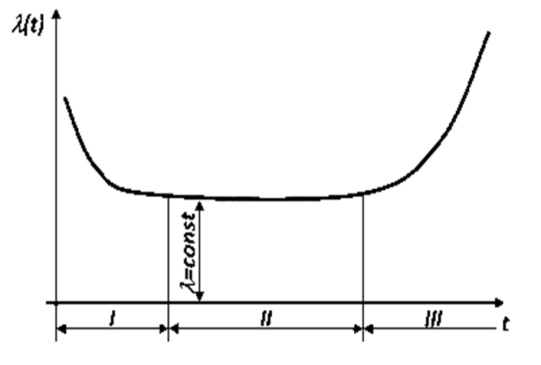 λ(t)
λ=const
I
II
III
t